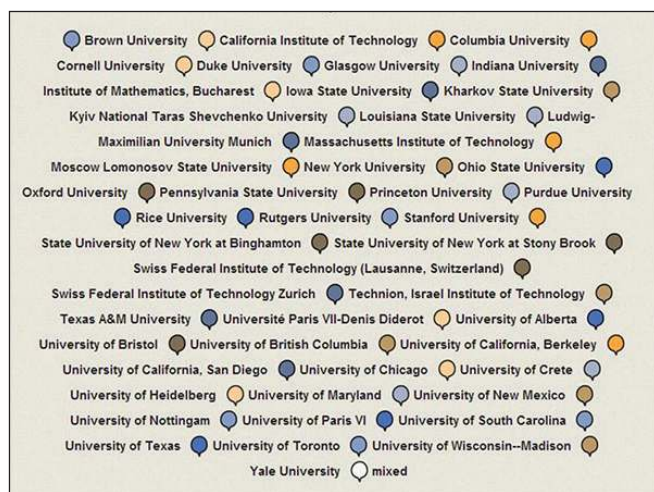 Brown University California Institute of Technology Columbia University
Cornell University Duke University Glasgow University Indiana University
Institute of Mathematics, Bucharest Iowa State University Kharkov State University
Kyiv National Taras Shevchenko University Louisiana State University Ludwig-
Maximilian University Munich Massachusetts Institute of Technology
Moscow Lomonosov State University New York University Ohio State University
Oxford University Pennsylvania State University Princeton University Purdue University
Rice University Rutgers University Stanford University
State University of New York at Binghamton State University of New York at Stony Brook
Swiss Federal Institute of Technology (Lausanne, Switzerland)
Swiss Federal Institute of Technology Zurich Technion, Israel Institute of Technology
Texas A&M University Université Paris VII-Denis Diderot University of Alberta
University of Bristol University of British Columbia University of California, Berkeley
University of California, San Diego University of Chicago University of Crete
University of Heidelberg University of Maryland University of New Mexico
University of Nottingam University of Paris VI University of South Carolina
University of Texas University of Toronto University of Wisconsin--Madison
Yale University mixed